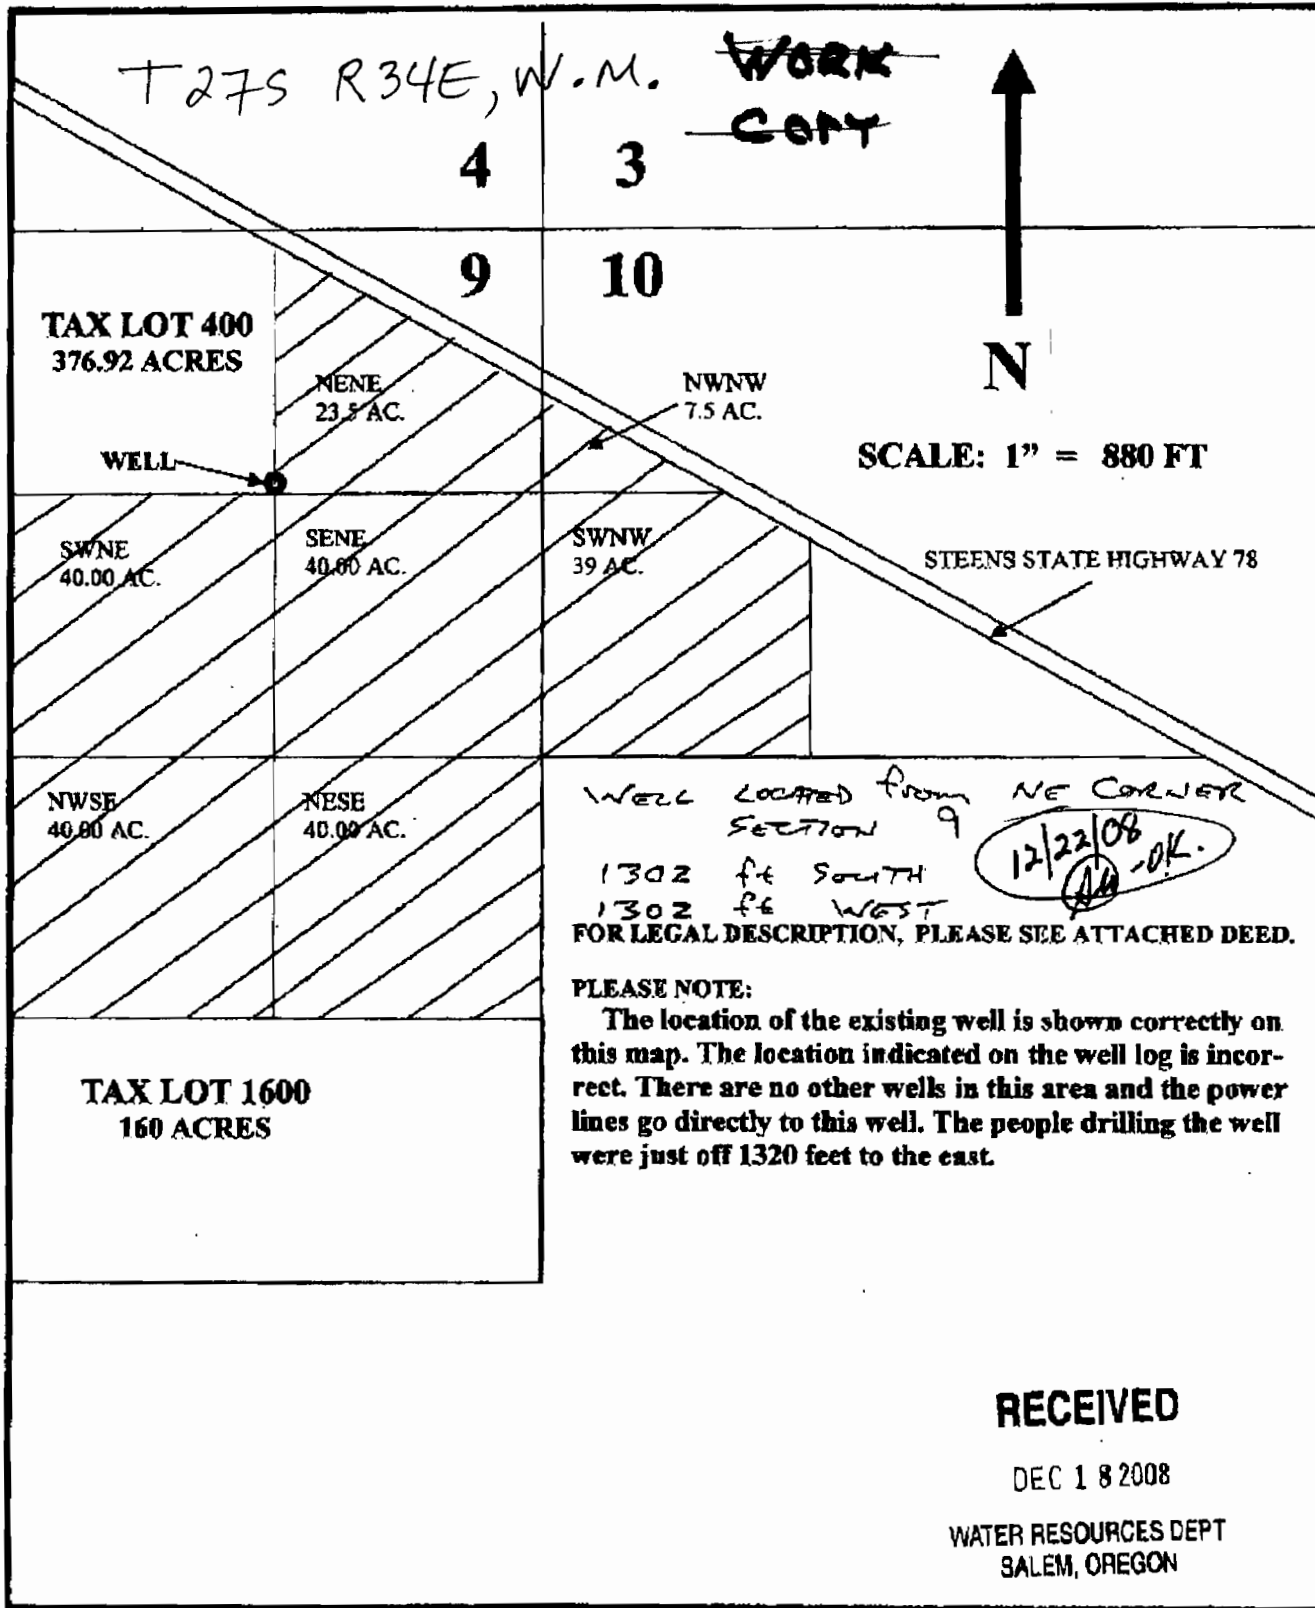 T27S R34E, W.M.
WORK
COPY
4
3
9
10
TAX LOT 400
376.92 ACRES
N
NENE
23.5 AC.
NWNW
7.5 AC.
WELL
SCALE: 1” = 880 FT
SWNE
40.00 AC.
SENE
40.00 AC.
SWNW
39 AC.
STEENS STATE HIGHWAY 78
NWSE
40.00 AC.
NESE
40.00 AC.
WELL LOCATED from NE CORNER
SECTION 9
1302 ft SOUTH
1302 ft WEST
12/22/08
-OK.
FOR LEGAL DESCRIPTION, PLEASE SEE ATTACHED DEED.
PLEASE NOTE:
The location of the existing well is shown correctly on
this map. The location indicated on the well log is incor-
rect. There are no other wells in this area and the power
lines go directly to this well. The people drilling the well
were just off 1320 feet to the east.
TAX LOT 1600
160 ACRES
RECEIVED
DEC 18 2008
WATER RESOURCES DEPT
SALEM, OREGON